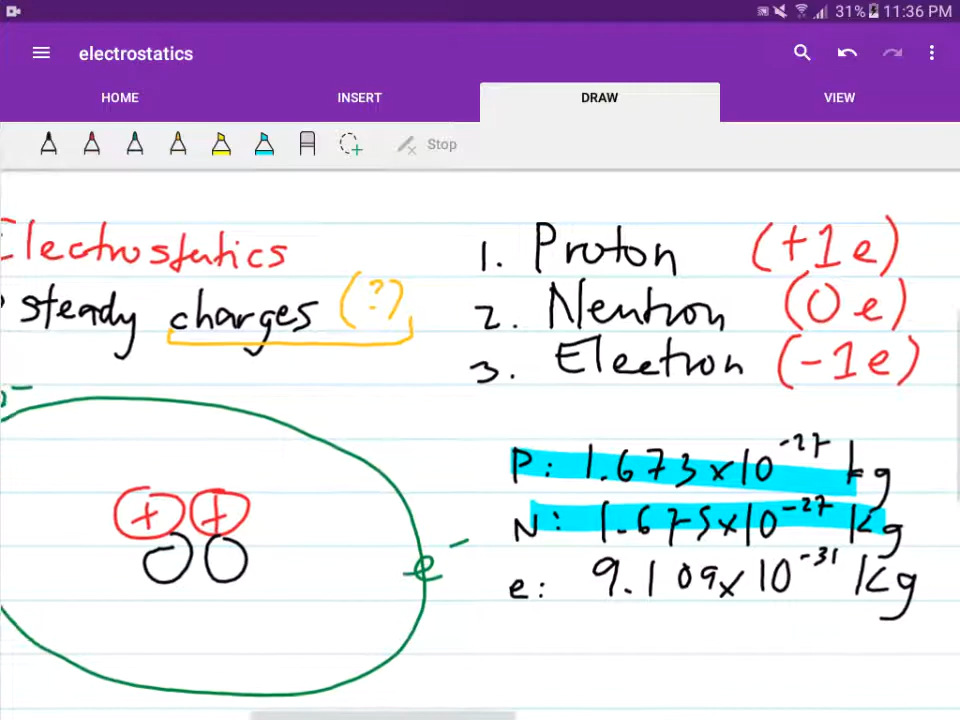 31% 11:36 PM
electrostatics
HOME INSERT DRAW VIEW
Stop
Electrostatics
steady charges (?)
1. Proton (+1e)
2. Neutron (0e)
3. Electron (-1e)
P: 1.673x10^-27 kg
N: 1.675x10^-27 kg
e: 9.109x10^-31 kg
+ +
e-